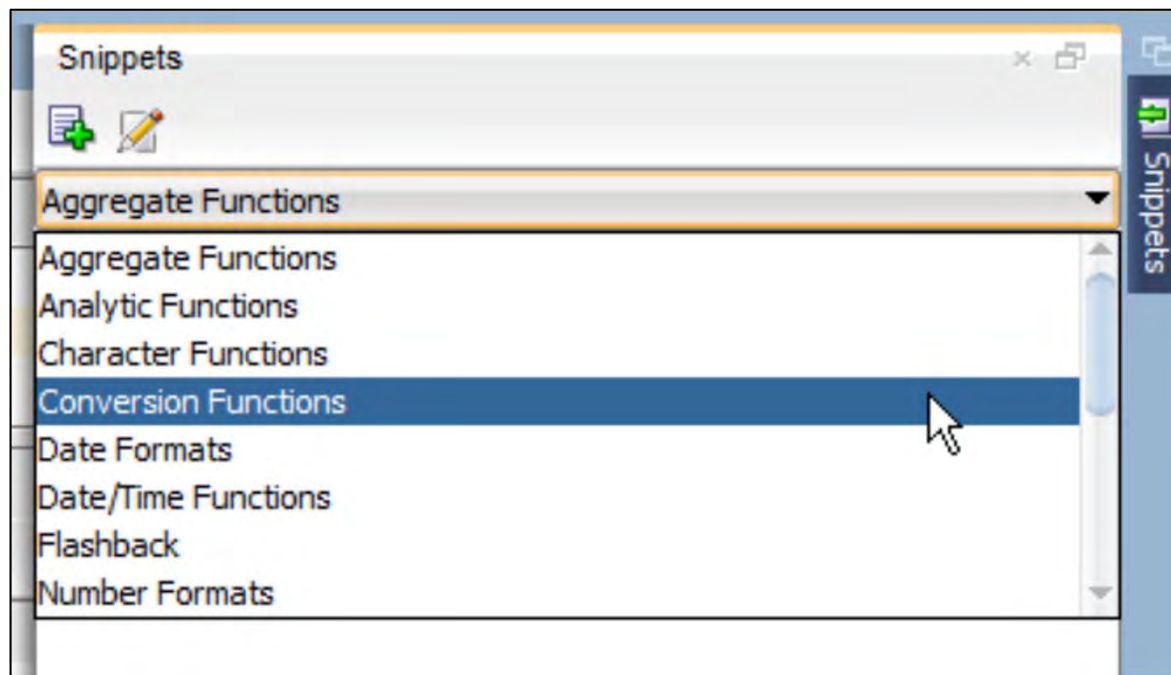 Snippets
Aggregate Functions
Aggregate Functions
Analytic Functions
Character Functions
Conversion Functions
Date Formats
Date/Time Functions
Flashback
Number Formats
Snippets